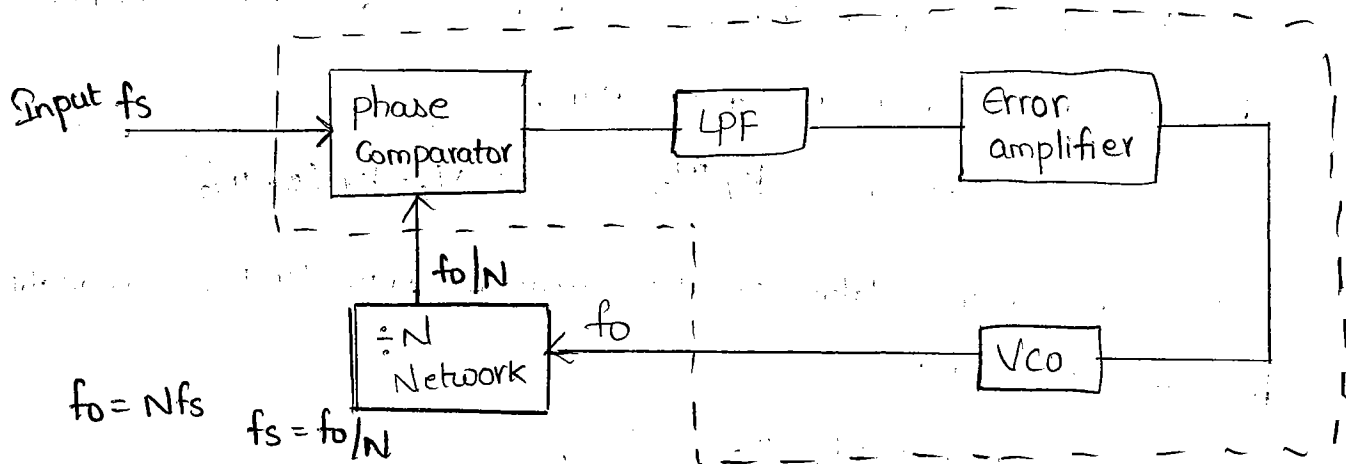 Input fs
phase
Comparator
LPF
Error
amplifier
fo/N
÷N
Network
fo
VCO
fo = Nfs
fs = fo/N